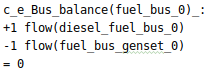 c_e_Bus_balance(fuel_bus_0)_:
+1 flow(diesel_fuel_bus_0)
-1 flow(fuel_bus_genset_0)
= 0